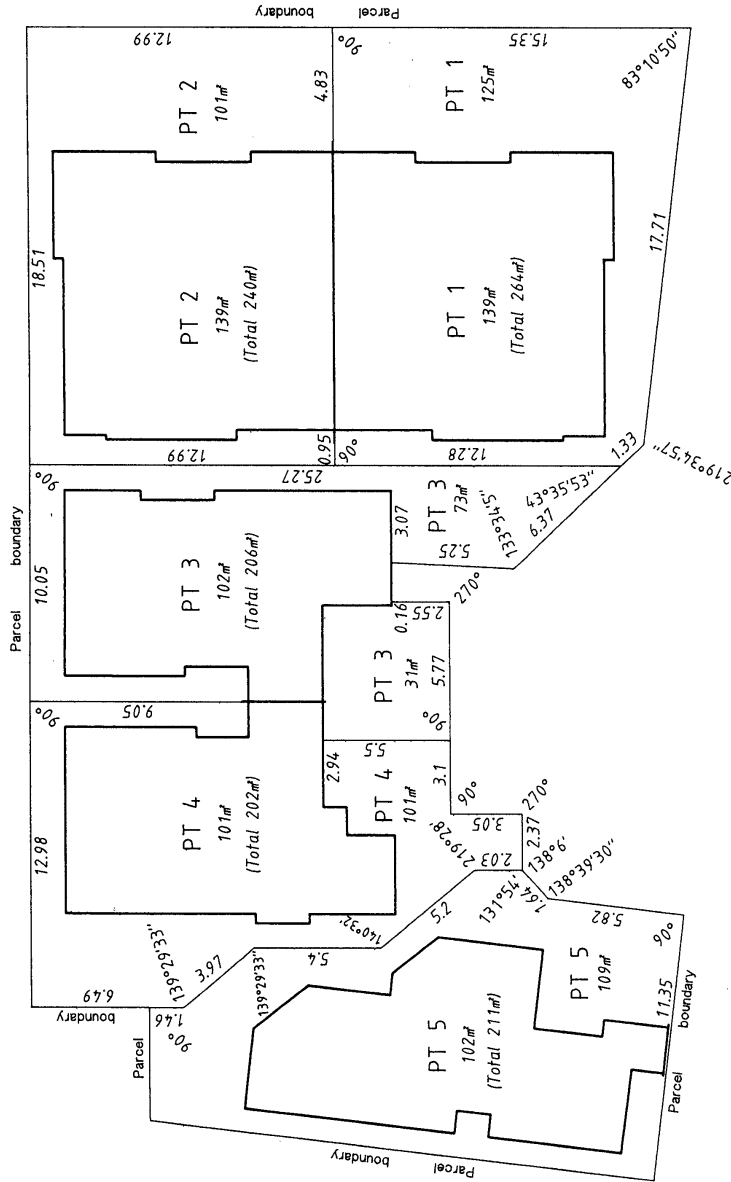 Parcel boundary
12.99
15.35
90°
PT 2
101㎡
4.83
PT 1
125㎡
83°10'50"
18.51
PT 2
139㎡
(Total 240㎡)
PT 1
139㎡
(Total 264㎡)
17.71
12.99
0.95
90°
12.28
1.33
219°34'57"
Parcel boundary
90°
25.27
10.05
PT 3
102㎡
(Total 206㎡)
3.07
PT 3
73㎡
43°35'53"
133°34'5"
6.37
5.25
270°
0.16
2.55
PT 3
31㎡
5.77
90°
90°
9.05
12.98
PT 4
101㎡
(Total 202㎡)
2.94
5.5
PT 4
101㎡
3.1
90°
3.05
270°
219°28'
2.03
2.37
138°6'
131°54'
1.64
138°39'30"
5.2
140°32'
5.4
139°29'33"
3.97
139°29'33"
6.49
boundary
1.46
90°
Parcel
5.82
90°
PT 5
109㎡
11.35
PT 5
102㎡
(Total 211㎡)
Parcel boundary
Parcel boundary